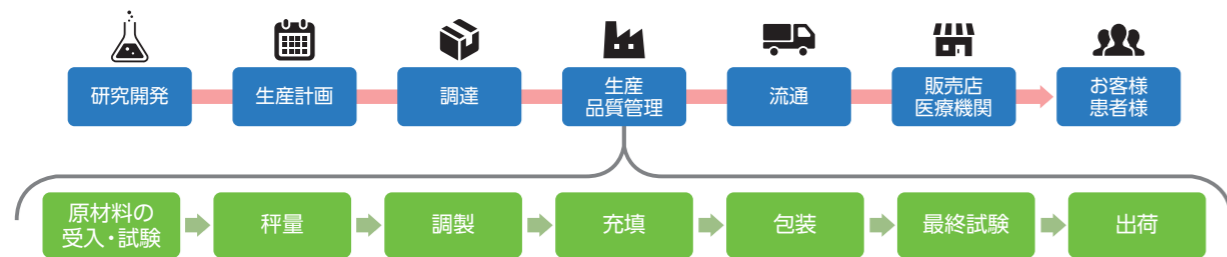 研究開発
生産計画
調達
生産
品質管理
流通
販売店
医療機関
お客様
患者様
原材料の
受入・試験
秤量
調製
充填
包装
最終試験
出荷